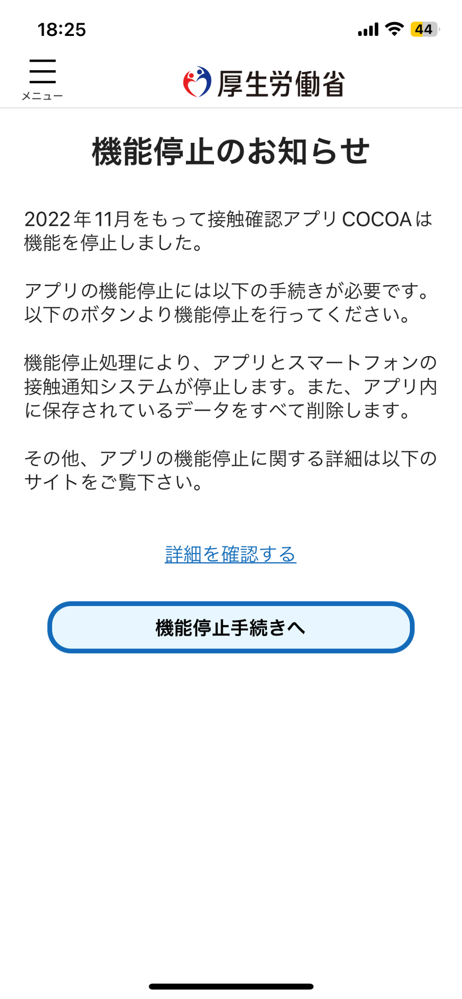 18:25
44
メニュー
厚生労働省
機能停止のお知らせ
2022年11月をもって接触確認アプリCOCOAは
機能を停止しました。
アプリの機能停止には以下の手続きが必要です。
以下のボタンより機能停止を行ってください。
機能停止処理により、アプリとスマートフォンの
接触通知システムが停止します。また、アプリ内
に保存されているデータをすべて削除します。
その他、アプリの機能停止に関する詳細は以下の
サイトをご覧下さい。
詳細を確認する
機能停止手続きへ